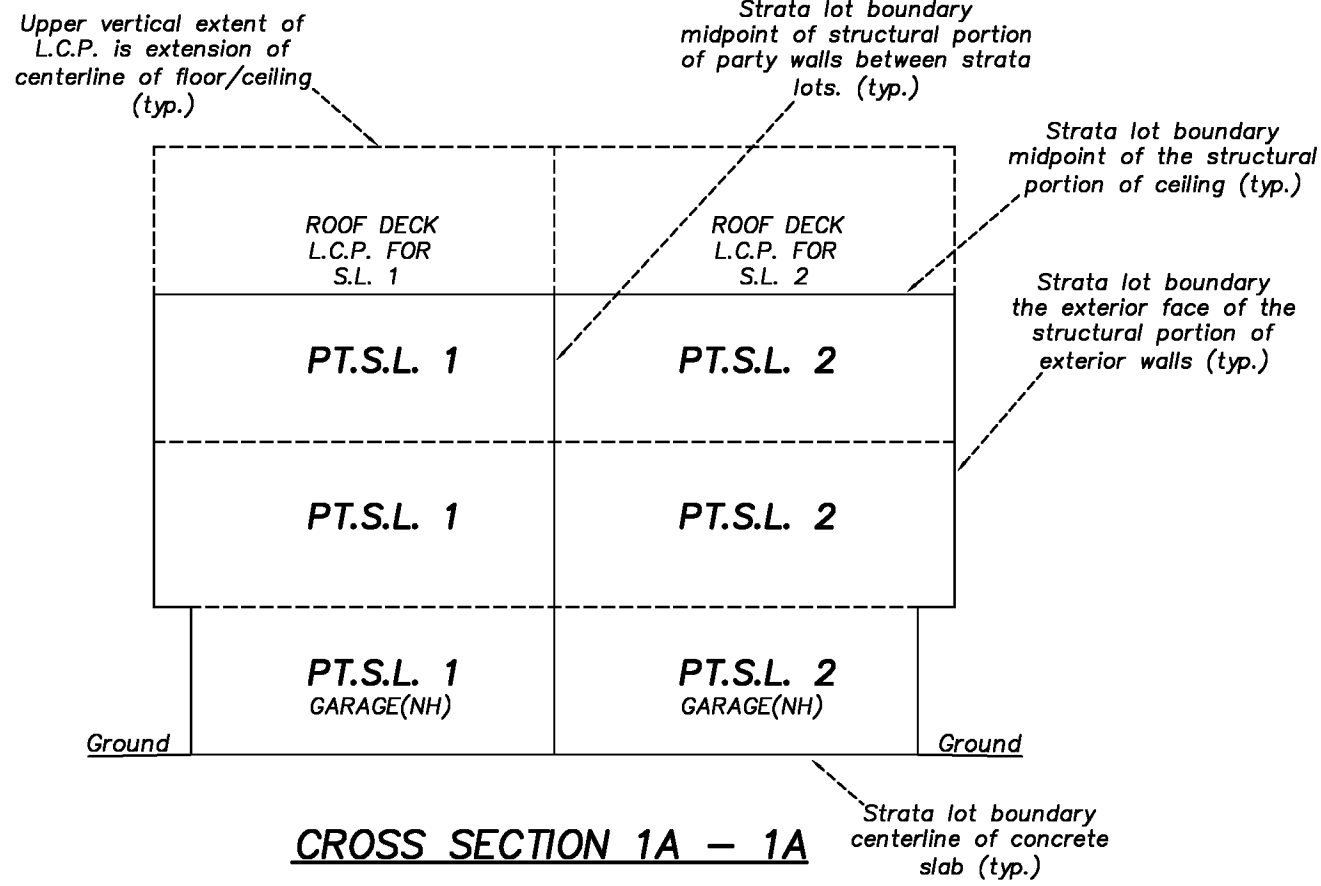 Upper vertical extent of
L.C.P. is extension of
centerline of floor/ceiling
(typ.)
Strata lot boundary
midpoint of structural portion
of party walls between strata
lots. (typ.)
Strata lot boundary
midpoint of the structural
portion of ceiling (typ.)
ROOF DECK
L.C.P. FOR
S.L. 1
ROOF DECK
L.C.P. FOR
S.L. 2
Strata lot boundary
the exterior face of the
structural portion of
exterior walls (typ.)
PT.S.L. 1
PT.S.L. 2
PT.S.L. 1
PT.S.L. 2
PT.S.L. 1
GARAGE(NH)
PT.S.L. 2
GARAGE(NH)
Ground
Ground
Strata lot boundary
centerline of concrete
slab (typ.)
CROSS SECTION 1A – 1A